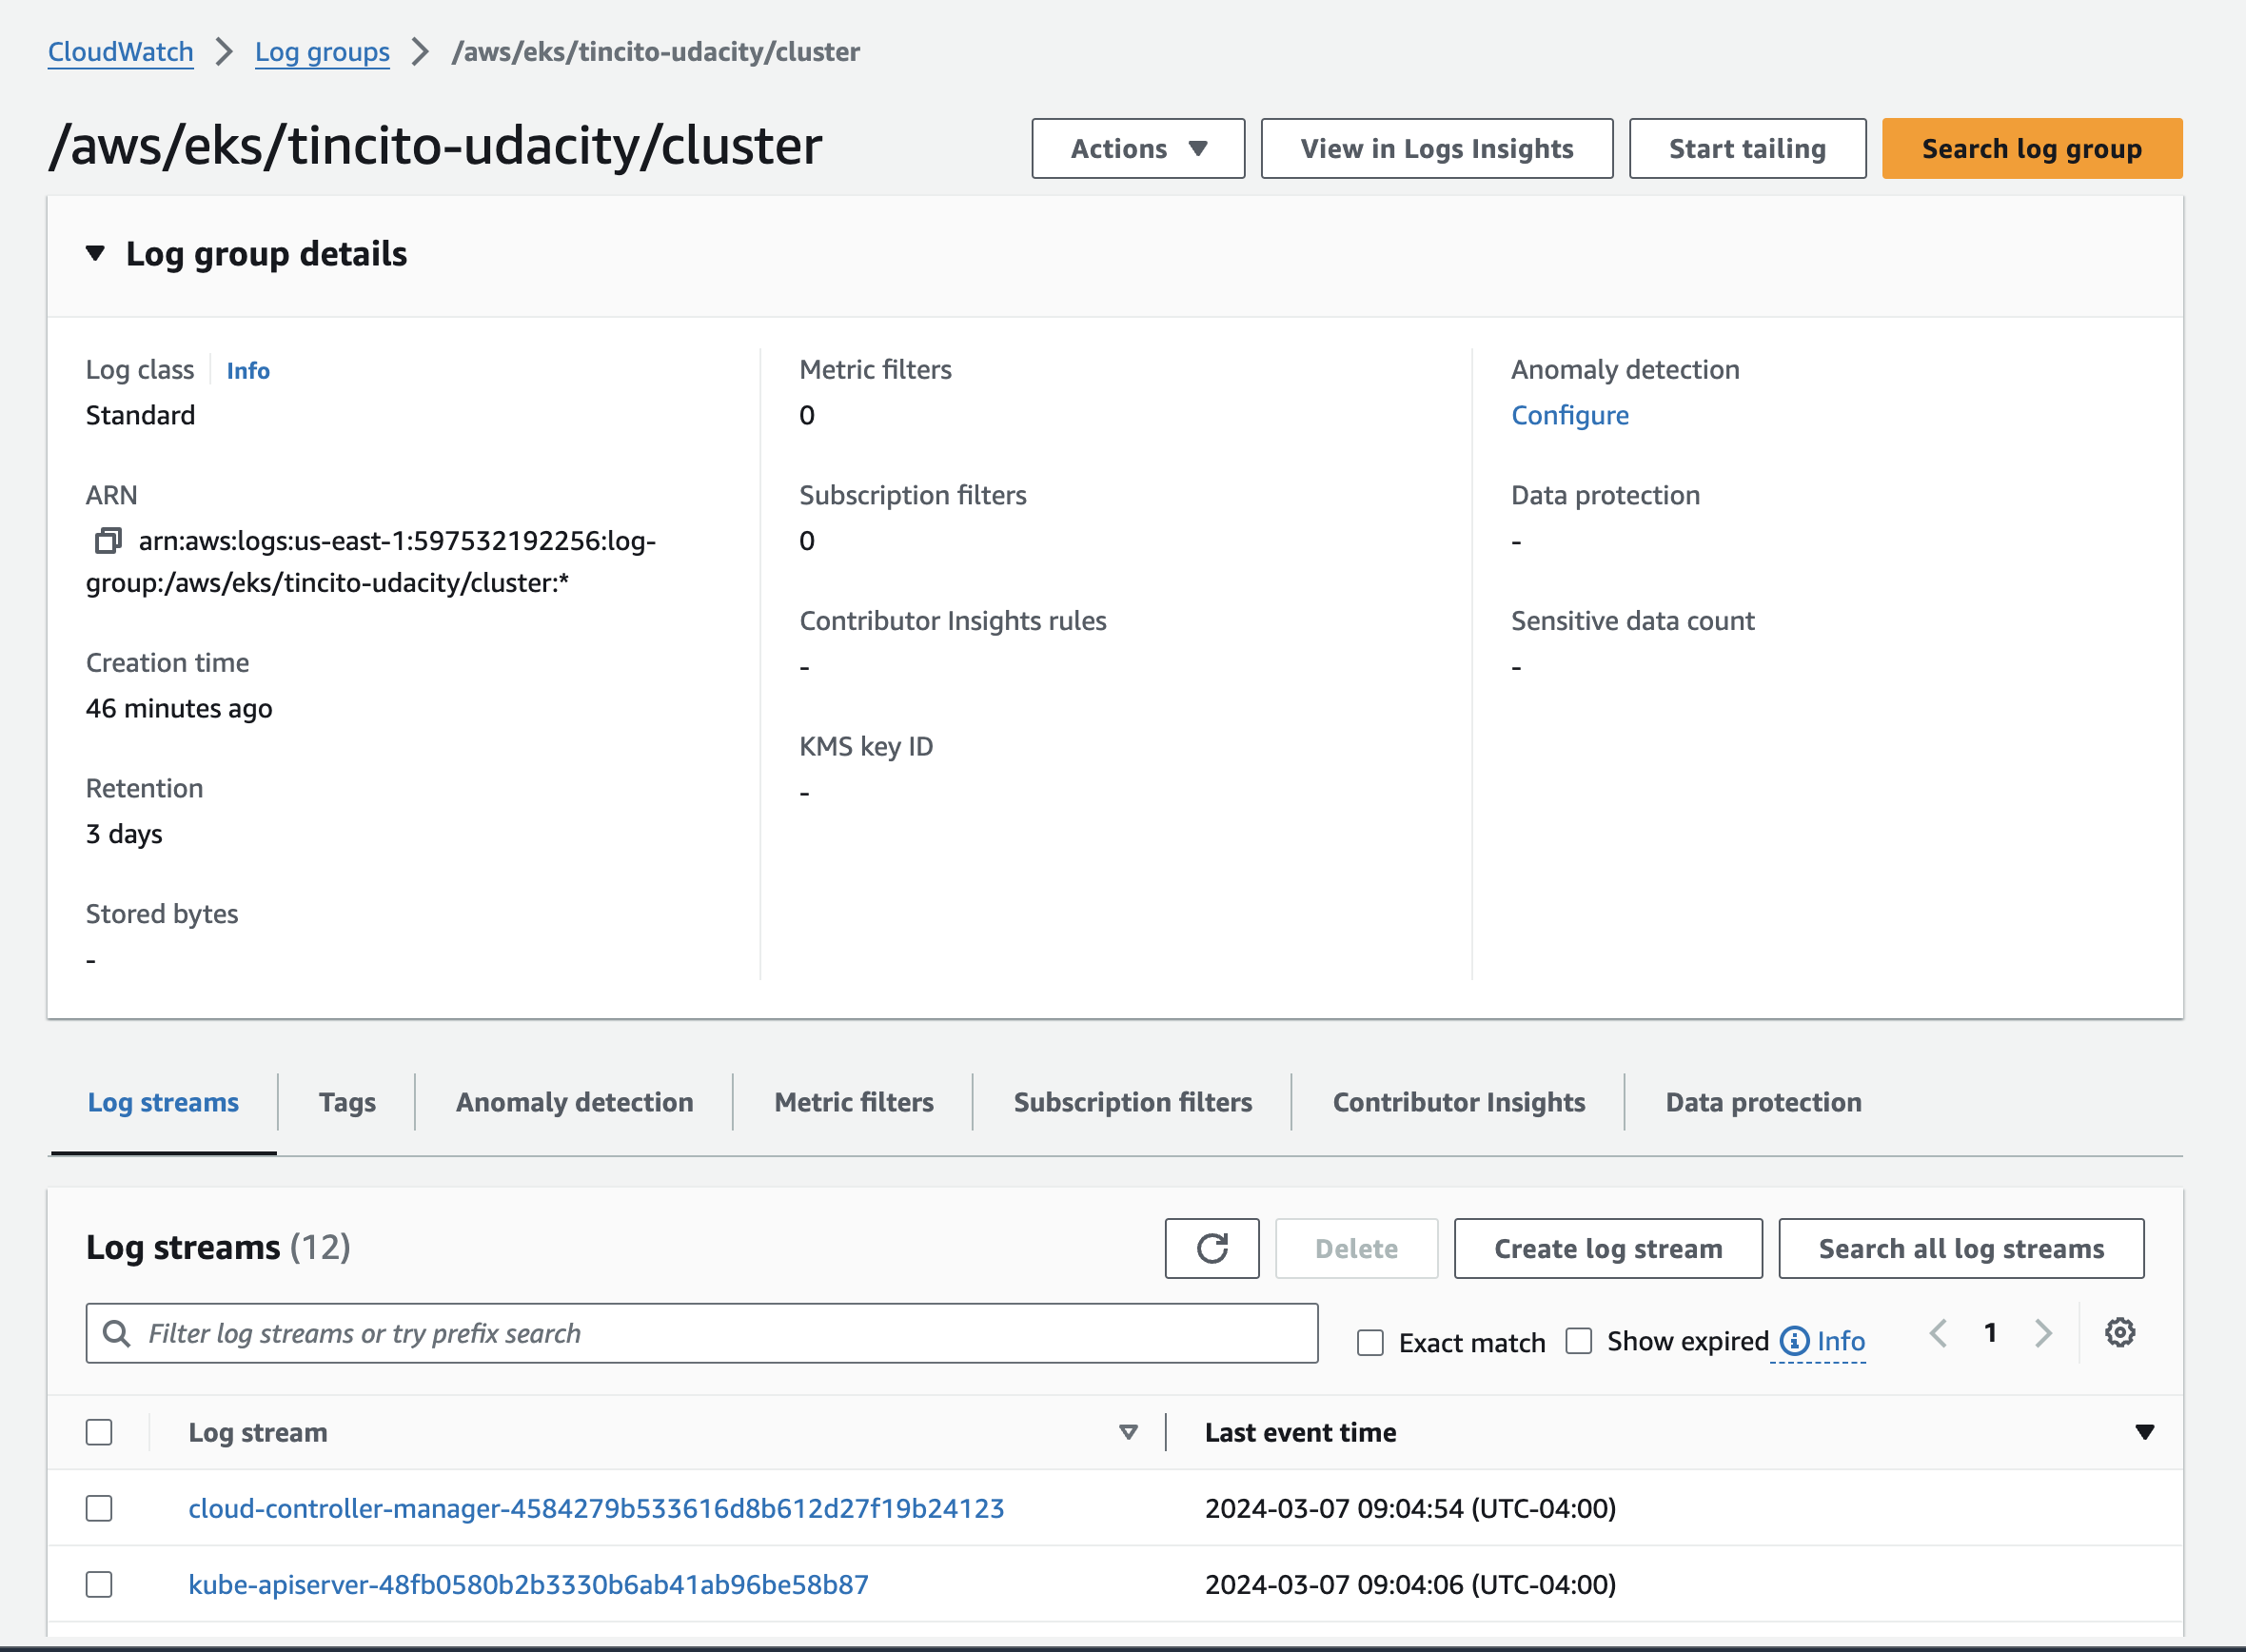 CloudWatch > Log groups > /aws/eks/tincito-udacity/cluster
/aws/eks/tincito-udacity/cluster
Actions
View in Logs Insights
Start tailing
Search log group
Log group details
Log class
Info
Standard
ARN
arn:aws:logs:us-east-1:597532192256:log-
group:/aws/eks/tincito-udacity/cluster:*
Creation time
46 minutes ago
Retention
3 days
Stored bytes
-
Metric filters
0
Subscription filters
0
Contributor Insights rules
-
KMS key ID
-
Anomaly detection
Configure
Data protection
-
Sensitive data count
-
Log streams
Tags
Anomaly detection
Metric filters
Subscription filters
Contributor Insights
Data protection
Log streams (12)
Delete
Create log stream
Search all log streams
Filter log streams or try prefix search
Exact match
Show expired
Info
1
Log stream
Last event time
cloud-controller-manager-4584279b533616d8b612d27f19b24123
2024-03-07 09:04:54 (UTC-04:00)
kube-apiserver-48fb0580b2b3330b6ab41ab96be58b87
2024-03-07 09:04:06 (UTC-04:00)